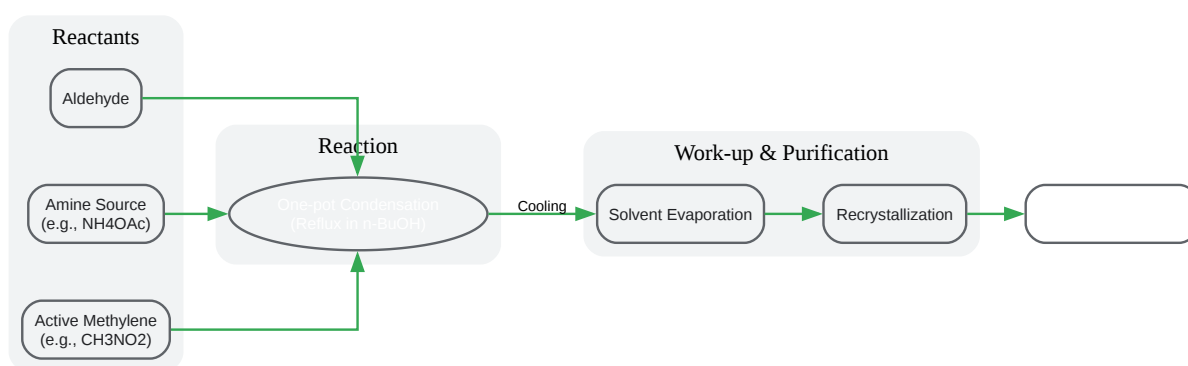 Reactants
Aldehyde
Amine Source
(e.g., NH4OAc)
Active Methylene
(e.g., CH3NO2)
Reaction
One-pot Condensation
(Reflux in n-BuOH)
Cooling
Work-up & Purification
Solvent Evaporation
Recrystallization